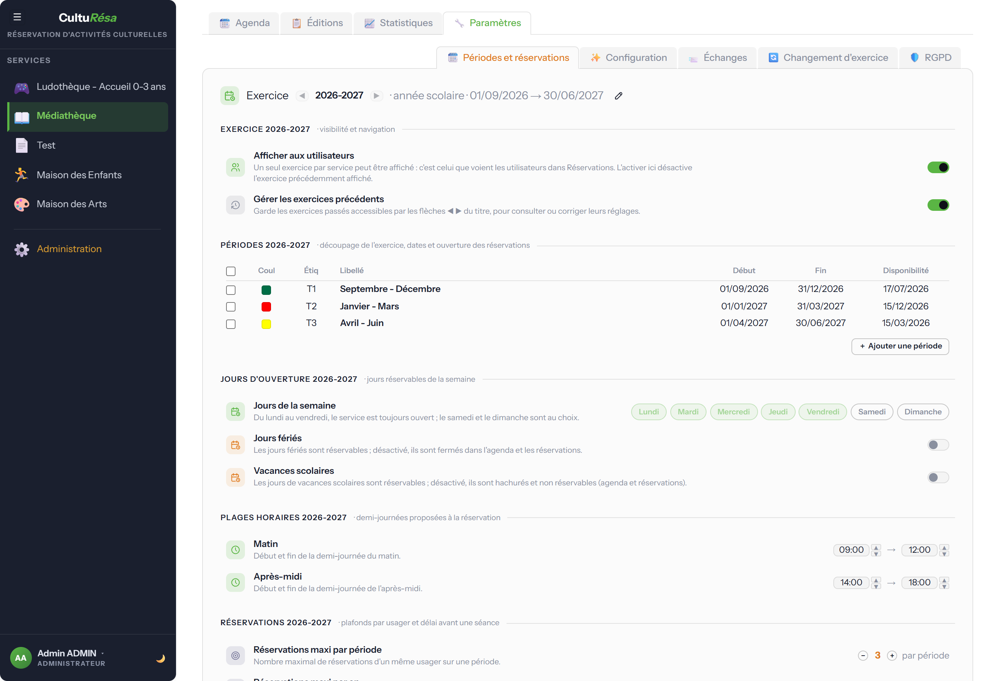 ☰
CultuRésa
RÉSERVATION D'ACTIVITÉS CULTURELLES
SERVICES
Ludothèque - Accueil 0-3 ans
Médiathèque
Test
Maison des Enfants
Maison des Arts
Administration
AA
Admin ADMIN
ADMINISTRATEUR
Agenda
Éditions
Statistiques
Paramètres
Périodes et réservations
Configuration
Échanges
Changement d'exercice
RGPD
Exercice ◀ 2026-2027 ▶ · année scolaire · 01/09/2026 → 30/06/2027
EXERCICE 2026-2027 · visibilité et navigation
Afficher aux utilisateurs
Un seul exercice par service peut être affiché : c'est celui que voient les utilisateurs dans Réservations. L'activer ici désactive
l'exercice précédemment affiché.
Gérer les exercices précédents
Garde les exercices passés accessibles par les flèches ◀ ▶ du titre, pour consulter ou corriger leurs réglages.
PÉRIODES 2026-2027 · découpage de l'exercice, dates et ouverture des réservations
Coul Étiq Libellé Début Fin Disponibilité
T1 Septembre - Décembre 01/09/2026 31/12/2026 17/07/2026
T2 Janvier - Mars 01/01/2027 31/03/2027 15/12/2026
T3 Avril - Juin 01/04/2027 30/06/2027 15/03/2026
+ Ajouter une période
JOURS D'OUVERTURE 2026-2027 · jours réservables de la semaine
Jours de la semaine
Du lundi au vendredi, le service est toujours ouvert ; le samedi et le dimanche sont au choix.
Lundi Mardi Mercredi Jeudi Vendredi Samedi Dimanche
Jours fériés
Les jours fériés sont réservables ; désactivé, ils sont fermés dans l'agenda et les réservations.
Vacances scolaires
Les jours de vacances scolaires sont réservables ; désactivé, ils sont hachurés et non réservables (agenda et réservations).
PLAGES HORAIRES 2026-2027 · demi-journées proposées à la réservation
Matin
Début et fin de la demi-journée du matin.
09:00 → 12:00
Après-midi
Début et fin de la demi-journée de l'après-midi.
14:00 → 18:00
RÉSERVATIONS 2026-2027 · plafonds par usager et délai avant une séance
Réservations maxi par période
Nombre maximal de réservations d'un même usager sur une période.
− 3 + par période